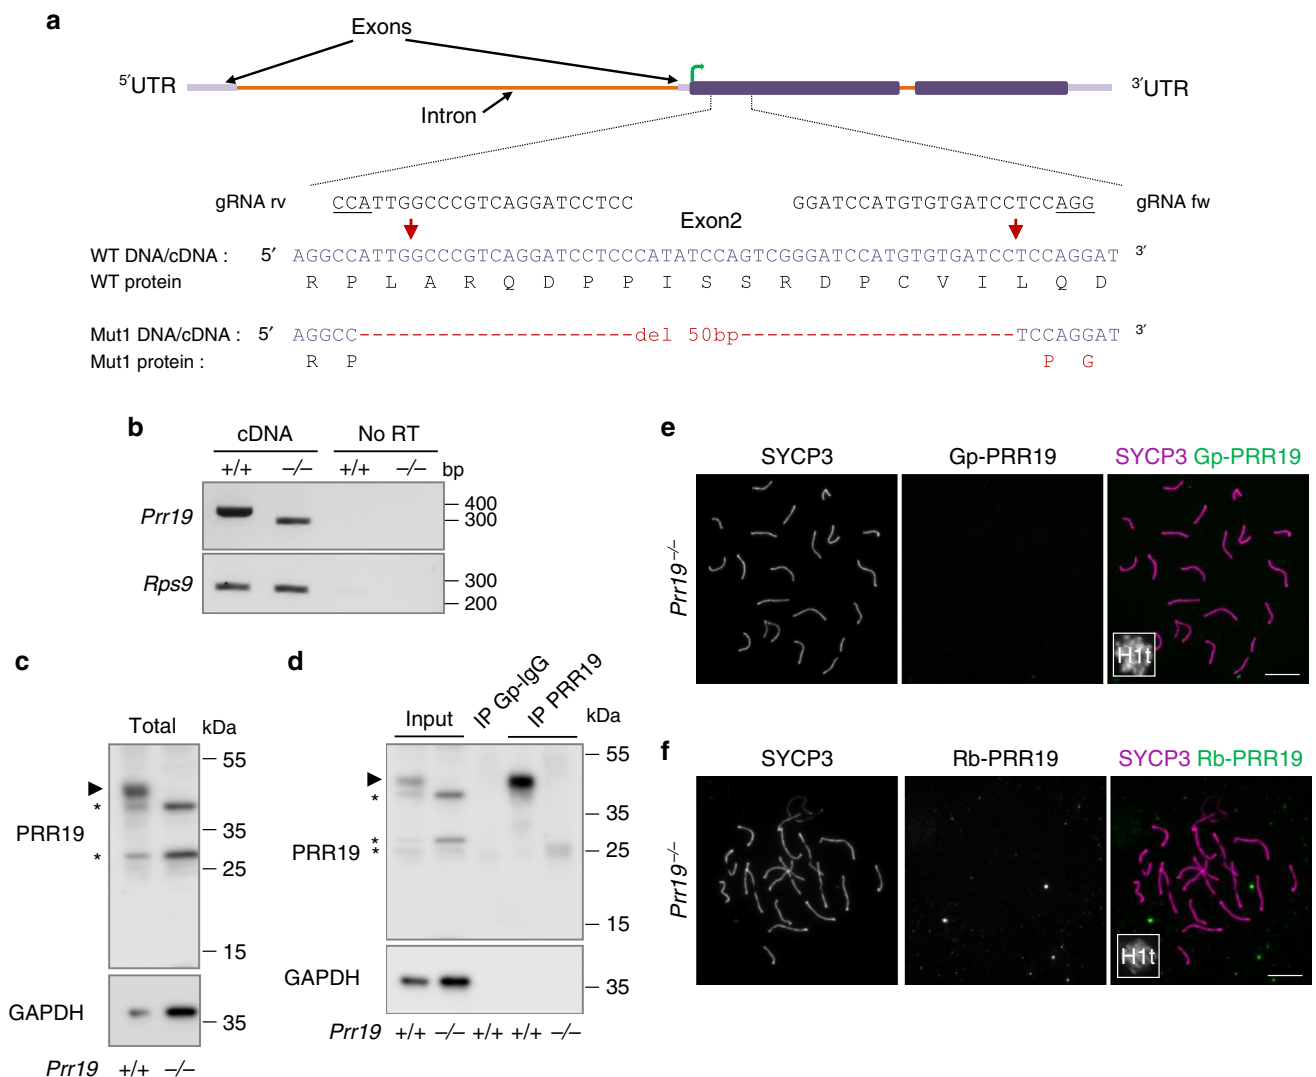 a
Exons
5′UTR
3′UTR
Intron
gRNA rv CCATTGGCCCGTCAGGATCCTCC GGATCCATGTGTGATCCTCCAGG gRNA fw
Exon2
WT DNA/cDNA : 5′ AGGCCATTGGCCCGTCAGGATCCTCCCATATCCAGTCGGGATCCATGTGTGATCCTCCAGGAT 3′
WT protein R P L A R Q D P P I S S R D P C V I L Q D
Mut1 DNA/cDNA : 5′ AGGCC---------------------del 50bp---------------------TCCAGGAT 3′
Mut1 protein : R P P G
b
cDNA No RT
+/+ –/– +/+ –/– bp
Prr19
400
300
Rps9
300
200
c
Total kDa
55
PRR19
*
35
*
25
15
GAPDH
35
Prr19 +/+ –/–
d
Input IP Gp-IgG IP PRR19 kDa
55
*
35
PRR19
*
*
25
15
GAPDH
35
Prr19 +/+ –/– +/+ +/+ –/–
e
SYCP3 Gp-PRR19 SYCP3 Gp-PRR19
Prr19–/–
H1t
f
SYCP3 Rb-PRR19 SYCP3 Rb-PRR19
Prr19–/–
H1t